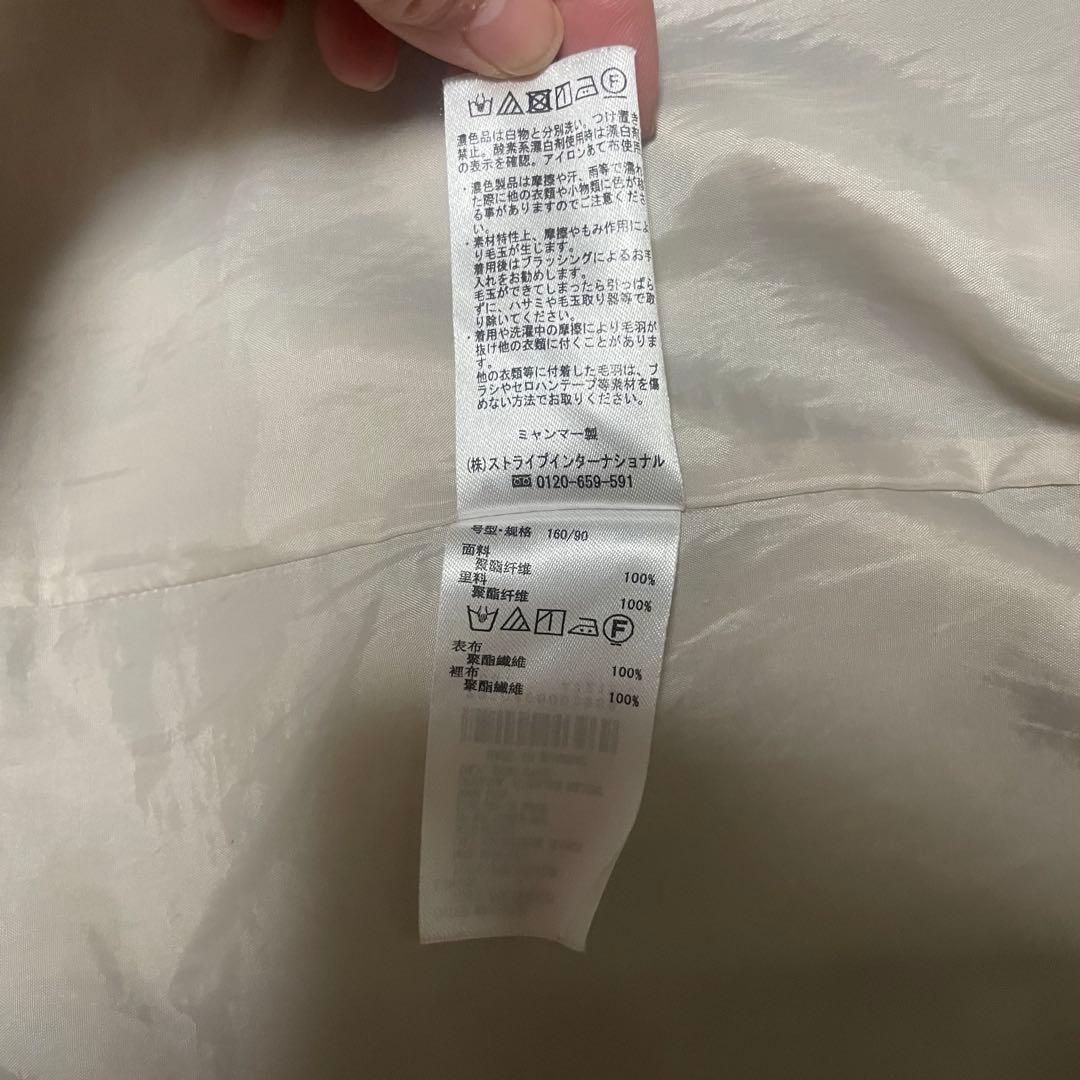 濃色品は白物と分別洗い。つけ置き
禁止。酸素系漂白剤使用時は漂白剤
の表示を確認。アイロンあて布使用
・濃色製品は摩擦や汗、雨等で濡れ
た際に他の衣類や小物類に色が移
る事がありますのでご注意くださ
い。
・素材特性上、摩擦やもみ作用によ
り毛玉が生じます。
着用後はブラッシングによるお手
入れをお勧めします。
毛玉ができてしまったら引っぱら
ずに、ハサミや毛玉取り器等で取
り除いてください。
・着用や洗濯中の摩擦により毛羽が
抜け他の衣類に付くことがありま
す。
他の衣類等に付着した毛羽は、ブ
ラシやセロハンテープ等素材を傷
めない方法でお取りください。
ミャンマー製
(株)ストライプインターナショナル
0120-659-591
号型·规格 160/90
面料
聚酯纤维 100%
里料
聚酯纤维 100%
F
表布
聚酯纖維 100%
裡布
聚酯纖維 100%